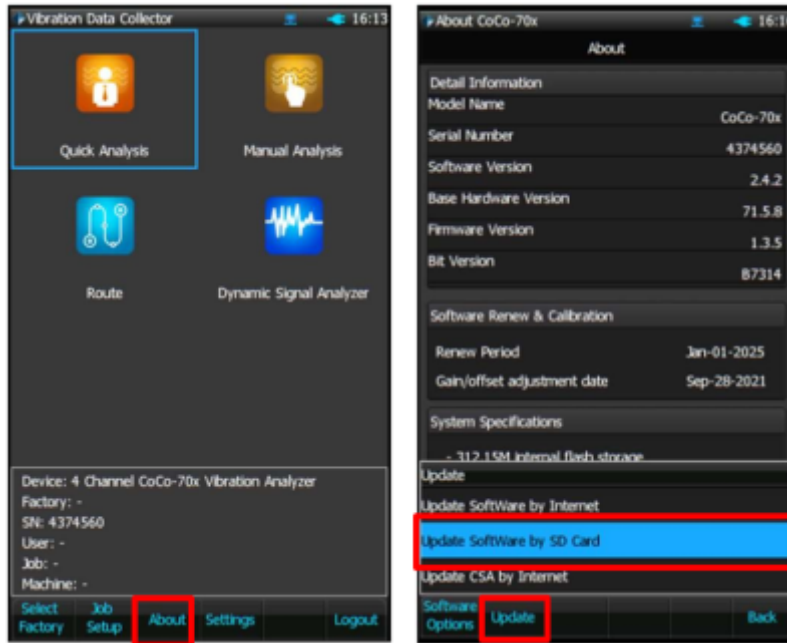 Vibration Data Collector 16:13
Quick Analysis Manual Analysis
Route Dynamic Signal Analyzer
Device: 4 Channel CoCo-70x Vibration Analyzer
Factory: -
SN: 4374560
User: -
Job: -
Machine: -
Select Factory Job Setup About Settings Logout
About CoCo-70x
About
Detail Information
Model Name
CoCo-70x
Serial Number
4374560
Software Version
2.4.2
Base Hardware Version
71.5.8
Firmware Version
1.3.5
Bit Version
B7314
Software Renew & Calibration
Renew Period Jan-01-2025
Gain/offset adjustment date Sep-28-2021
System Specifications
- 312.15M internal flash storage
Update
Update SoftWare by Internet
Update SoftWare by SD Card
Update CSA by Internet
Software Options Update Back